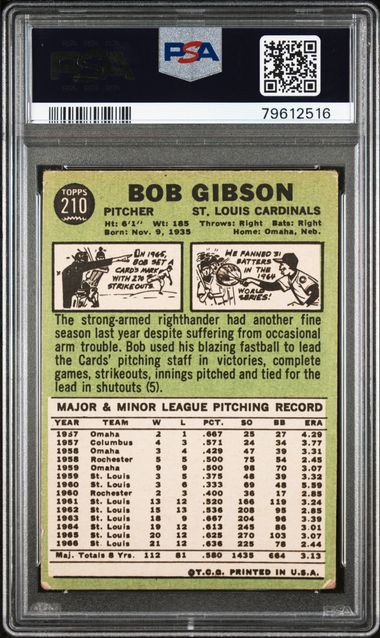 PSA
PSA
79612516
TOPPS
210
BOB GIBSON
PITCHER ST. LOUIS CARDINALS
Ht: 6'1" Wt: 185 Throws: Right Bats: Right
Born: Nov. 9, 1935 Home: Omaha, Neb.
IN 1965, BOB SET A CARDS MARK WITH 270 STRIKEOUTS.
HE FANNED 31 BATTERS IN THE 1964 WORLD SERIES!
The strong-armed righthander had another fine
season last year despite suffering from occasional
arm trouble. Bob used his blazing fastball to lead
the Cards' pitching staff in victories, complete
games, strikeouts, innings pitched and tied for the
lead in shutouts (5).
MAJOR & MINOR LEAGUE PITCHING RECORD
YEAR TEAM W L PCT. SO BB ERA
1957 Omaha 2 1 .667 25 27 4.29
1957 Columbus 4 3 .571 24 34 3.77
1958 Omaha 3 4 .429 47 39 3.31
1958 Rochester 5 5 .500 75 54 2.45
1959 Omaha 9 9 .500 98 70 3.07
1959 St. Louis 3 5 .375 48 39 3.32
1960 St. Louis 3 6 .333 69 48 5.59
1960 Rochester 2 3 .400 36 17 2.85
1961 St. Louis 13 12 .520 166 119 3.24
1962 St. Louis 15 13 .536 208 95 2.85
1963 St. Louis 18 9 .667 204 96 3.39
1964 St. Louis 19 12 .613 245 86 3.01
1965 St. Louis 20 12 .625 270 103 3.07
1966 St. Louis 21 12 .636 225 78 2.44
Maj. Totals 8 Yrs. 112 81 .580 1435 664 3.13
©T.C.G. PRINTED IN U.S.A.